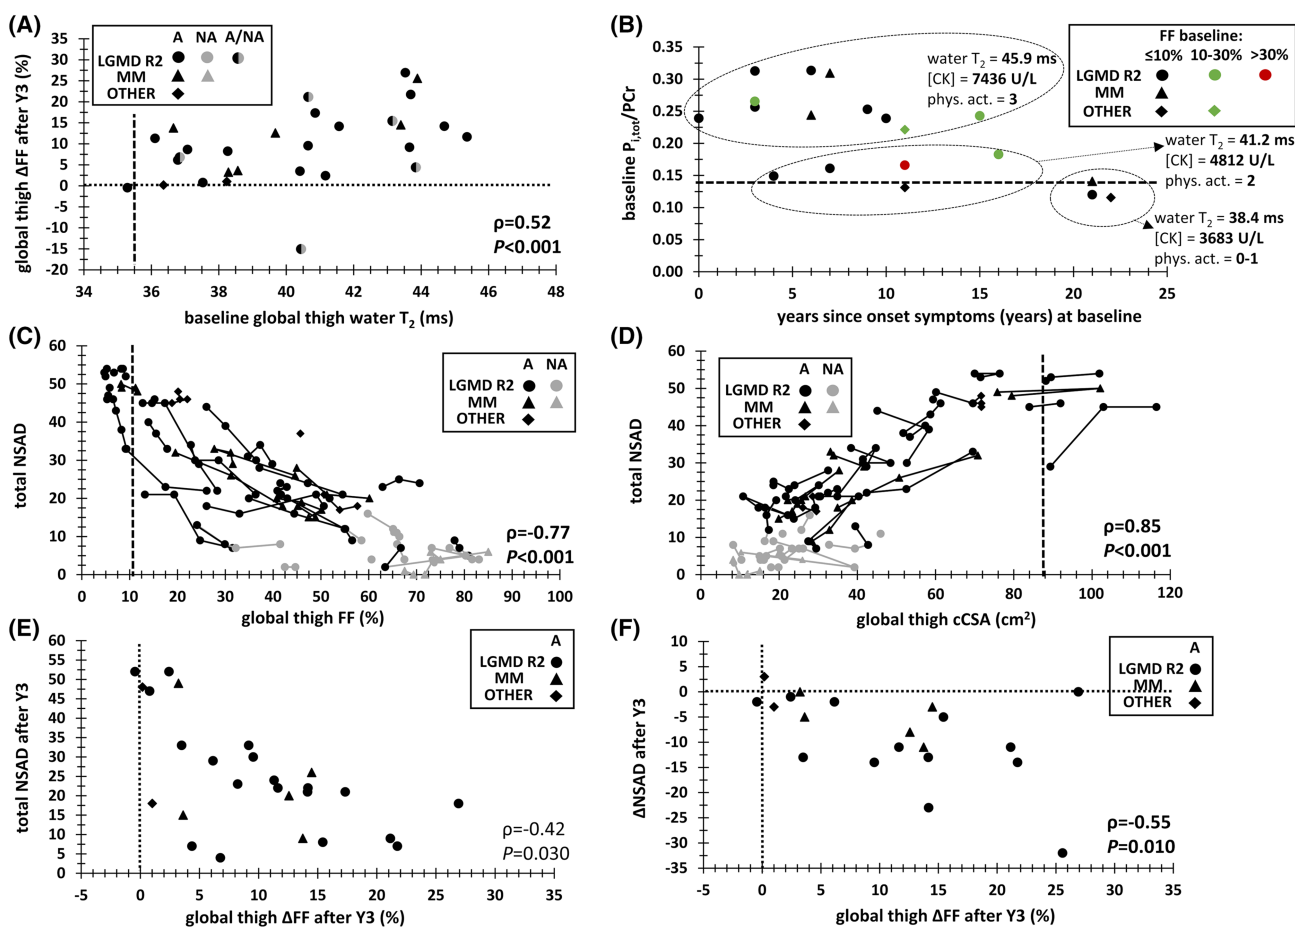 (A)
35
30
25
20
15
10
5
0
-5
-10
-15
-20
global thigh ΔFF after Y3 (%)
A NA A/NA
LGMD R2
MM
OTHER
ρ=0.52
P<0.001
34 36 38 40 42 44 46 48
baseline global thigh water T2 (ms)
(B)
0.35
0.30
0.25
0.20
0.15
0.10
0.05
0.00
baseline Pi,tot/PCr
water T2 = 45.9 ms
[CK] = 7436 U/L
phys. act. = 3
FF baseline:
≤10% 10-30% >30%
LGMD R2
MM
OTHER
water T2 = 41.2 ms
[CK] = 4812 U/L
phys. act. = 2
water T2 = 38.4 ms
[CK] = 3683 U/L
phys. act. = 0-1
0 5 10 15 20 25
years since onset symptoms (years) at baseline
(C)
60
50
40
30
20
10
0
total NSAD
A NA
LGMD R2
MM
OTHER
ρ=-0.77
P<0.001
0 10 20 30 40 50 60 70 80 90 100
global thigh FF (%)
(D)
60
50
40
30
20
10
0
total NSAD
A NA
LGMD R2
MM
OTHER
ρ=0.85
P<0.001
0 20 40 60 80 100 120
global thigh cCSA (cm2)
(E)
60
55
50
45
40
35
30
25
20
15
10
5
0
total NSAD after Y3
A
LGMD R2
MM
OTHER
ρ=-0.42
P=0.030
-5 0 5 10 15 20 25 30 35
global thigh ΔFF after Y3 (%)
(F)
10
5
0
-5
-10
-15
-20
-25
-30
-35
ΔNSAD after Y3
A
LGMD R2
MM
OTHER
ρ=-0.55
P=0.010
-5 0 5 10 15 20 25 30 35
global thigh ΔFF after Y3 (%)